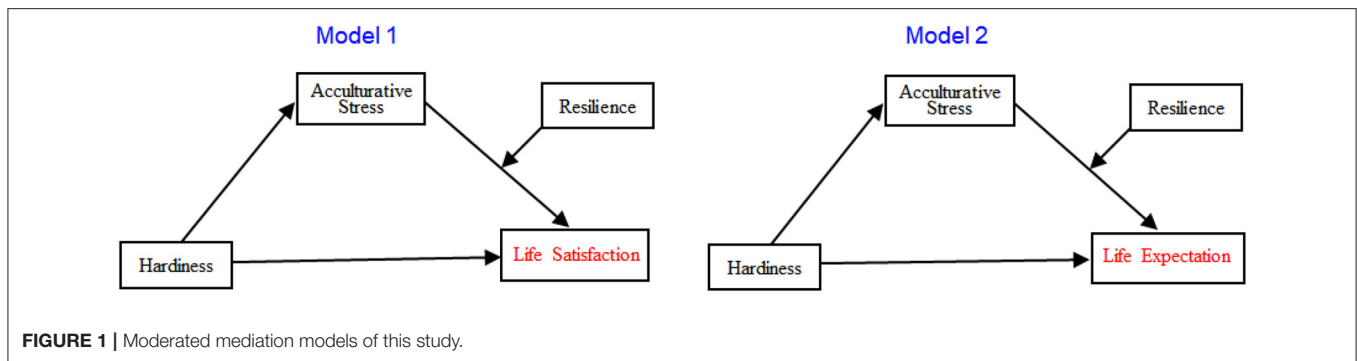 Model 1
Acculturative
Stress
Resilience
Hardiness
Life Satisfaction
Model 2
Acculturative
Stress
Resilience
Hardiness
Life Expectation
FIGURE 1 | Moderated mediation models of this study.